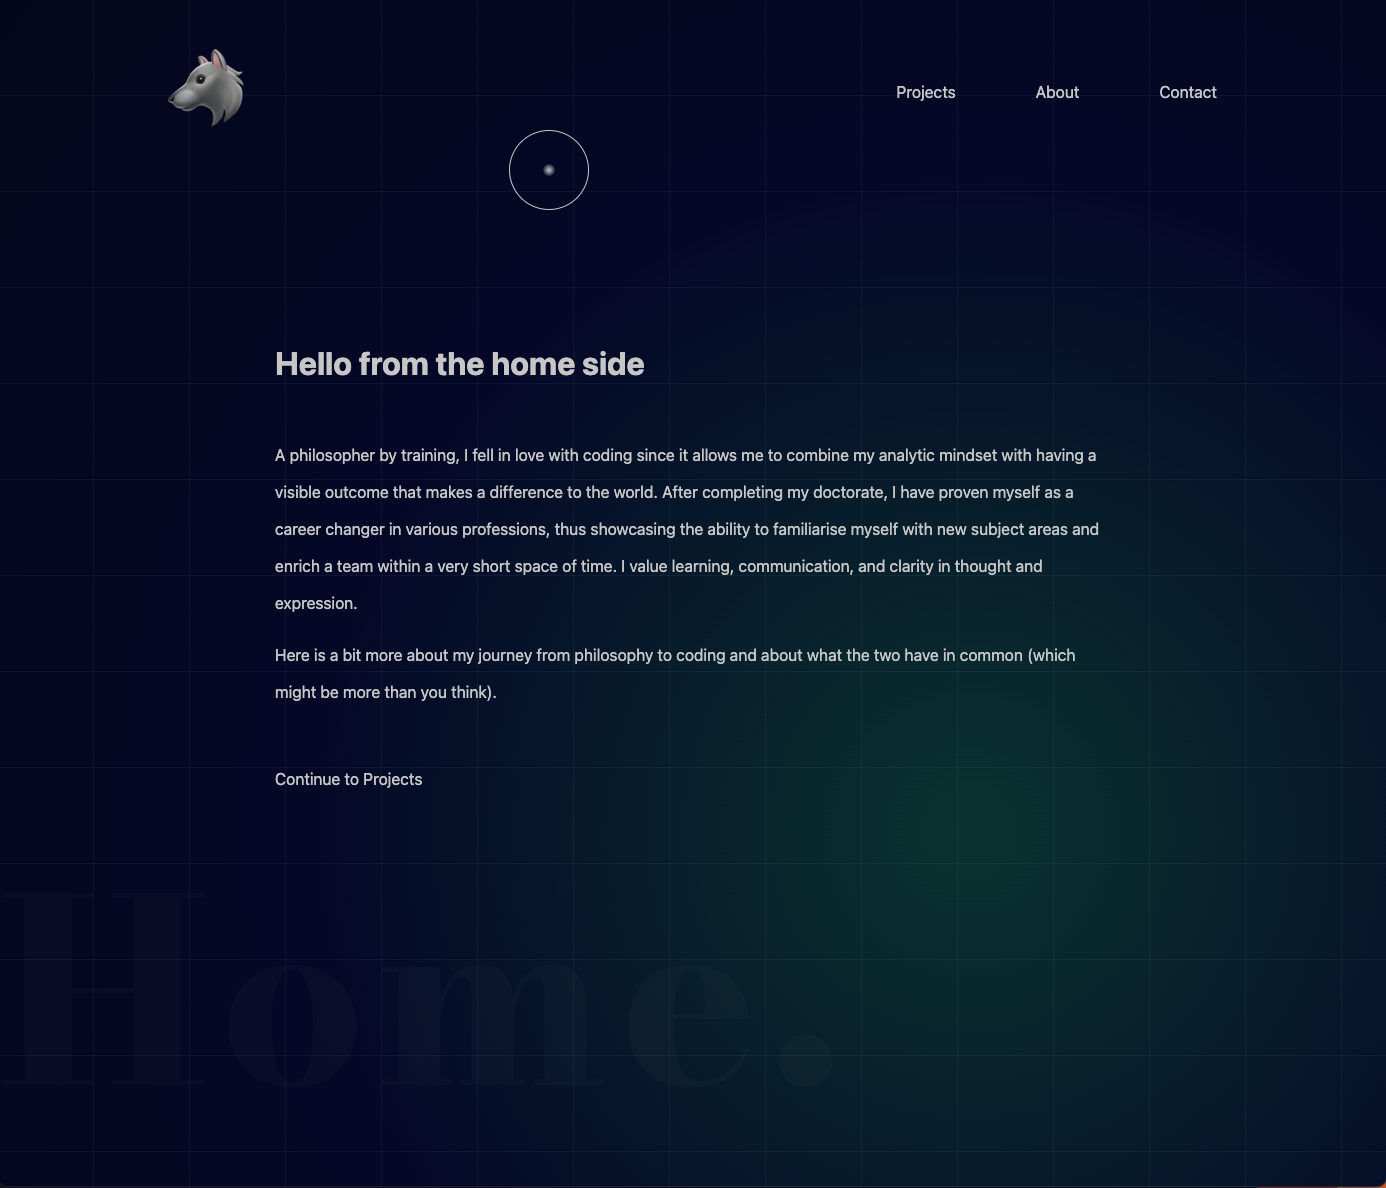 Projects About Contact
Hello from the home side
A philosopher by training, I fell in love with coding since it allows me to combine my analytic mindset with having a
visible outcome that makes a difference to the world. After completing my doctorate, I have proven myself as a
career changer in various professions, thus showcasing the ability to familiarise myself with new subject areas and
enrich a team within a very short space of time. I value learning, communication, and clarity in thought and
expression.
Here is a bit more about my journey from philosophy to coding and about what the two have in common (which
might be more than you think).
Continue to Projects
Home.